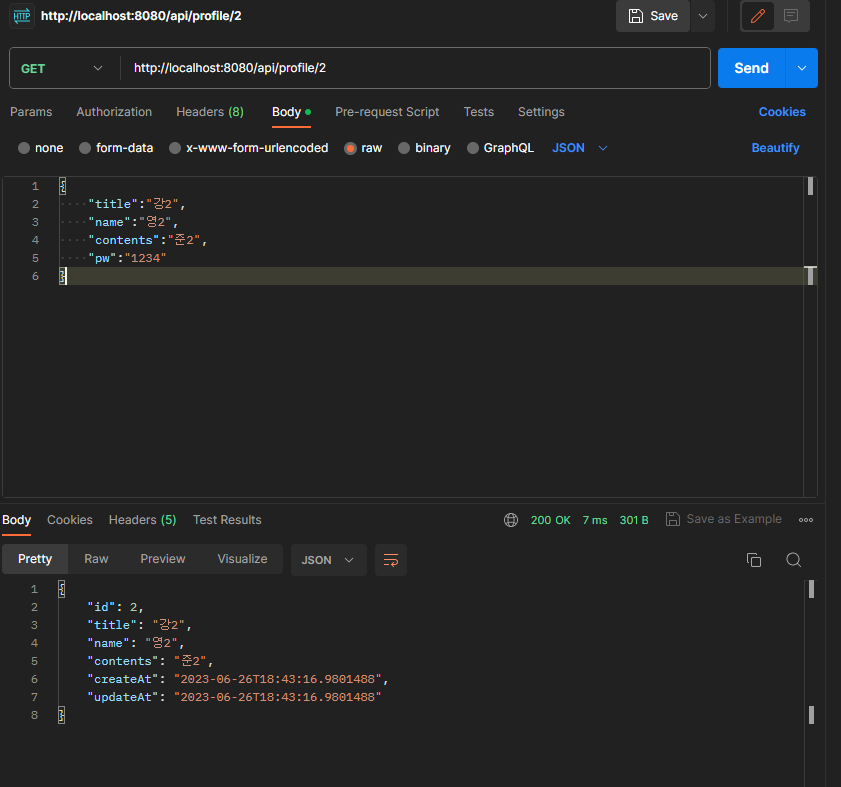 HTTP http://localhost:8080/api/profile/2 Save
GET http://localhost:8080/api/profile/2 Send
Params Authorization Headers (8) Body Pre-request Script Tests Settings Cookies
none form-data x-www-form-urlencoded raw binary GraphQL JSON Beautify
1 {
2 ····"title":"강2",
3 ····"name":"영2",
4 ····"contents":"준2",
5 ····"pw":"1234"
6 }
Body Cookies Headers (5) Test Results 200 OK 7 ms 301 B Save as Example
Pretty Raw Preview Visualize JSON
1 {
2 "id": 2,
3 "title": "강2",
4 "name": "영2",
5 "contents": "준2",
6 "createAt": "2023-06-26T18:43:16.9801488",
7 "updateAt": "2023-06-26T18:43:16.9801488"
8 }